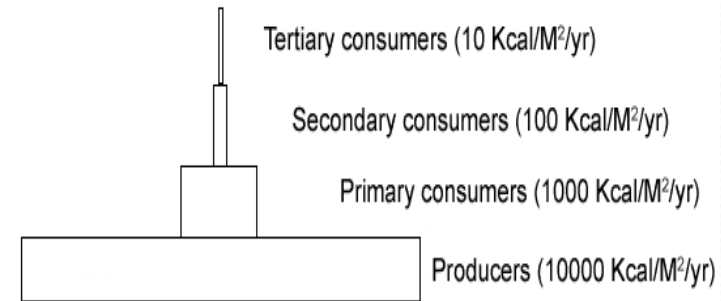 Tertiary consumers (10 Kcal/M²/yr)
Secondary consumers (100 Kcal/M²/yr)
Primary consumers (1000 Kcal/M²/yr)
Producers (10000 Kcal/M²/yr)